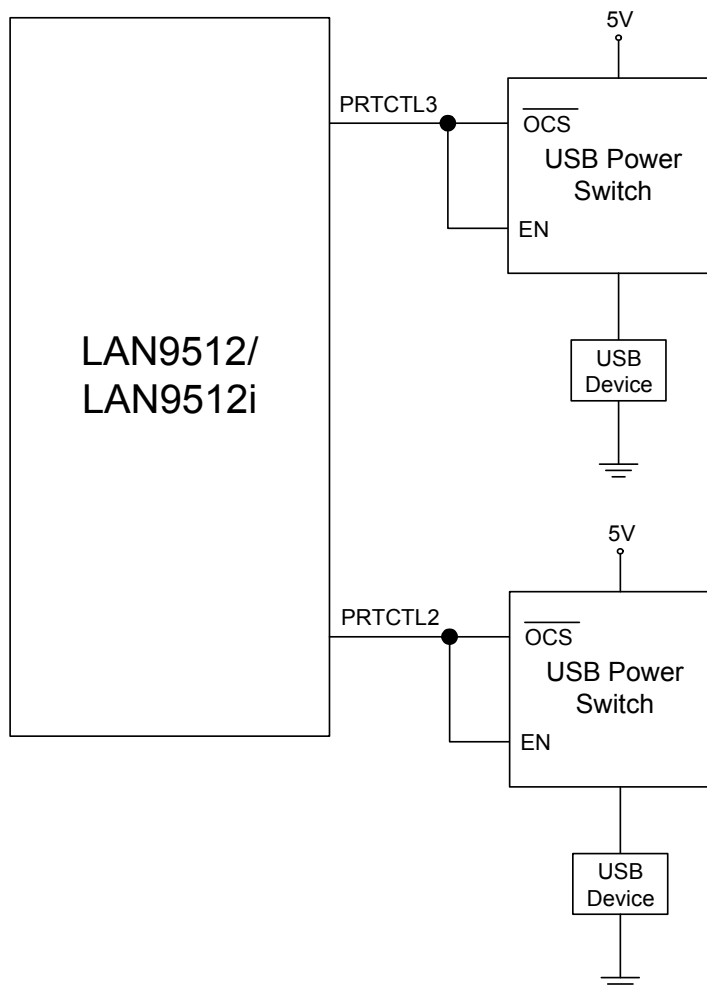 5V
PRTCTL3
OCS
USB Power
Switch
EN
USB
Device
LAN9512/
LAN9512i
5V
PRTCTL2
OCS
USB Power
Switch
EN
USB
Device